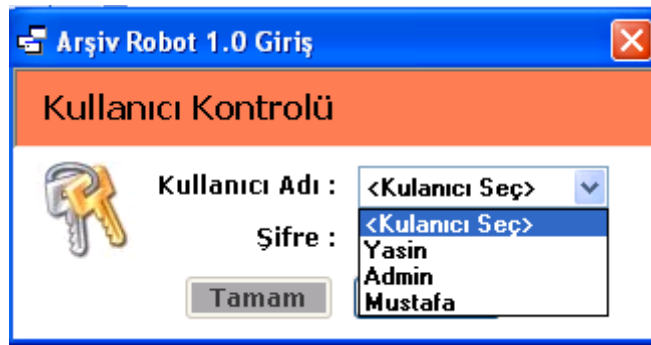 Arşiv Robot 1.0 Giriş
Kullanıcı Kontrolü
Kullanıcı Adı : <Kulanıcı Seç>
<Kulanıcı Seç>
Şifre :
Yasin
Admin
Tamam
Mustafa